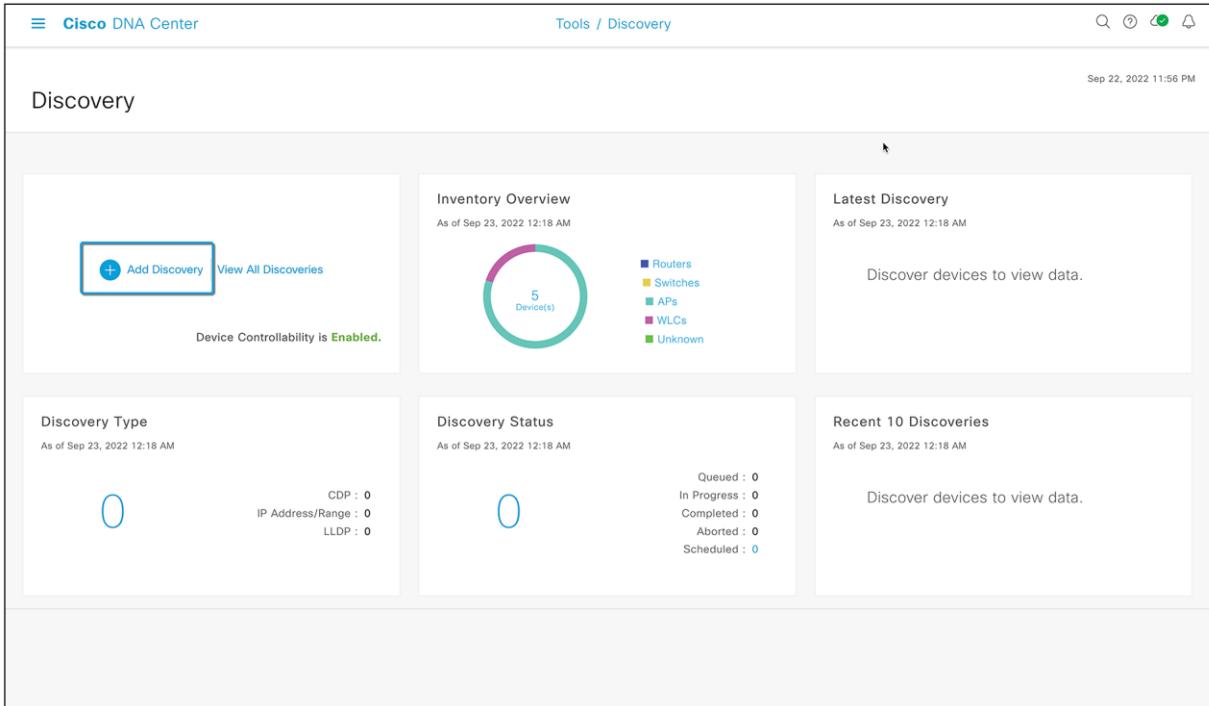 Cisco DNA Center
Tools / Discovery
Sep 22, 2022 11:56 PM
Discovery
Add Discovery
View All Discoveries
Device Controllability is Enabled.
Inventory Overview
As of Sep 23, 2022 12:18 AM
5
Device(s)
Routers
Switches
APs
WLCs
Unknown
Latest Discovery
As of Sep 23, 2022 12:18 AM
Discover devices to view data.
Discovery Type
As of Sep 23, 2022 12:18 AM
0
CDP : 0
IP Address/Range : 0
LLDP : 0
Discovery Status
As of Sep 23, 2022 12:18 AM
0
Queued : 0
In Progress : 0
Completed : 0
Aborted : 0
Scheduled : 0
Recent 10 Discoveries
As of Sep 23, 2022 12:18 AM
Discover devices to view data.